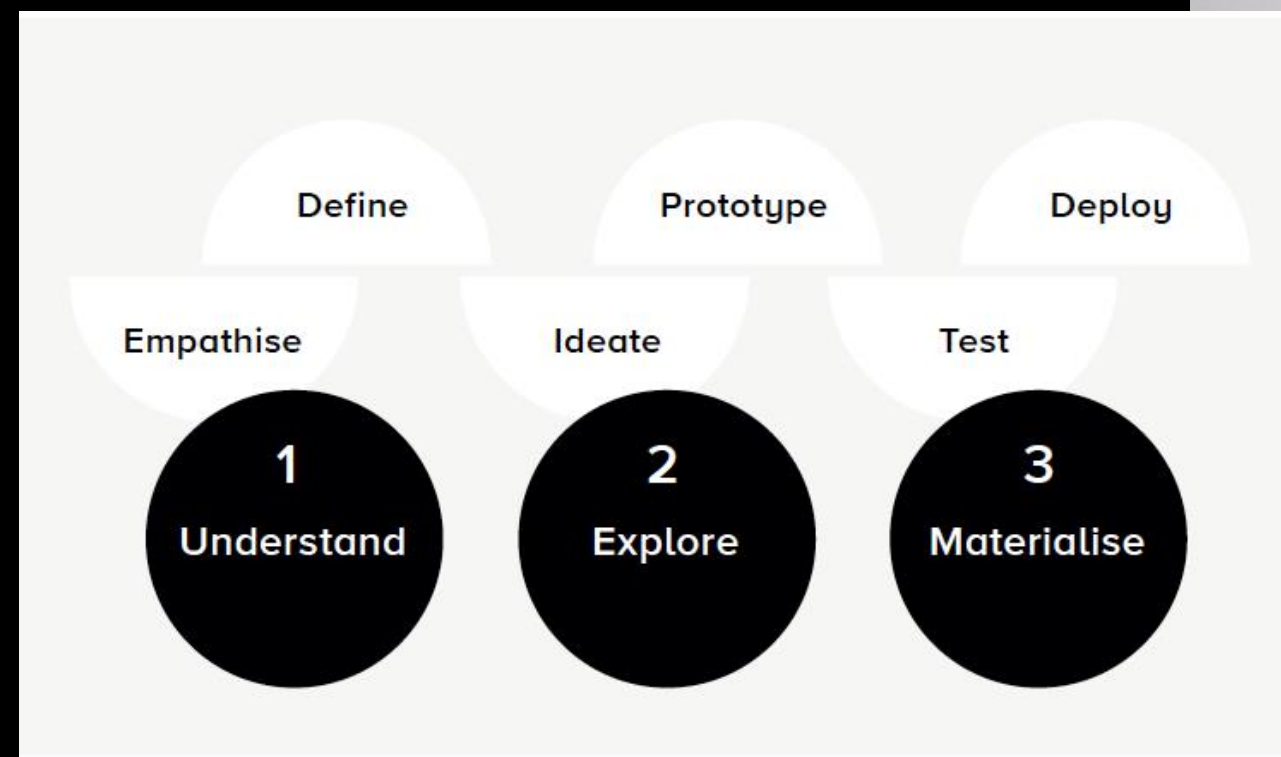 Define
Prototype
Deploy
Empathise
Ideate
Test
1
Understand
2
Explore
3
Materialise